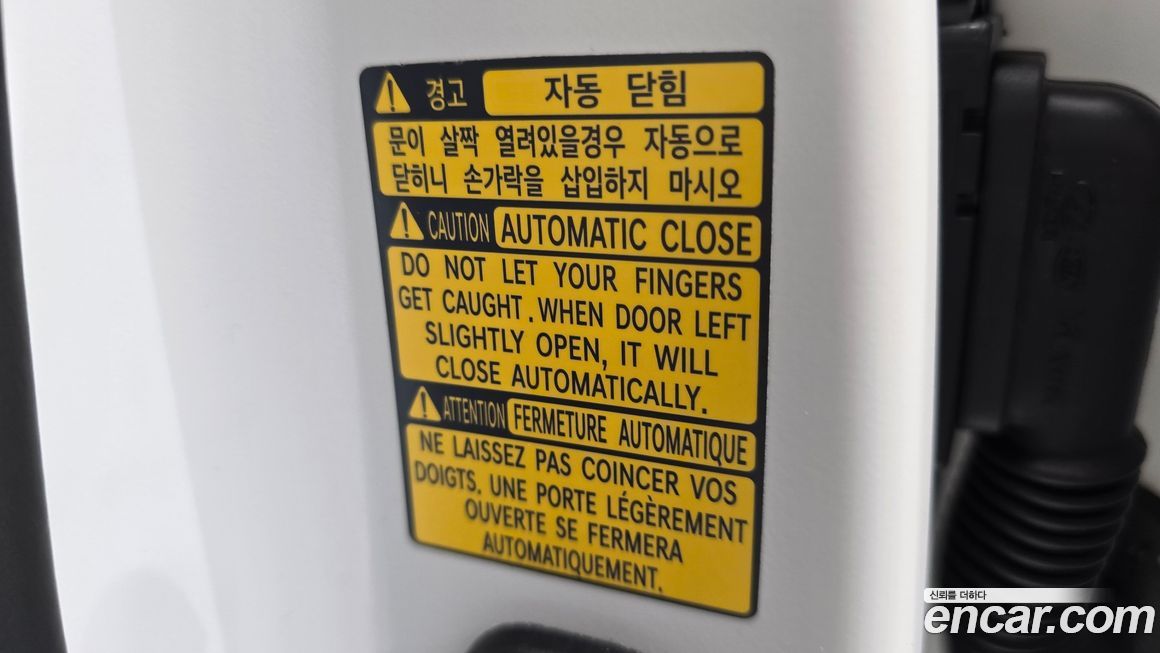 경고 자동 닫힘
문이 살짝 열려있을경우 자동으로
닫히니 손가락을 삽입하지 마시오
CAUTION AUTOMATIC CLOSE
DO NOT LET YOUR FINGERS
GET CAUGHT. WHEN DOOR LEFT
SLIGHTLY OPEN, IT WILL
CLOSE AUTOMATICALLY.
ATTENTION FERMETURE AUTOMATIQUE
NE LAISSEZ PAS COINCER VOS
DOIGTS. UNE PORTE LÉGÈREMENT
OUVERTE SE FERMERA
AUTOMATIQUEMENT.
신뢰를 더하다
encar.com